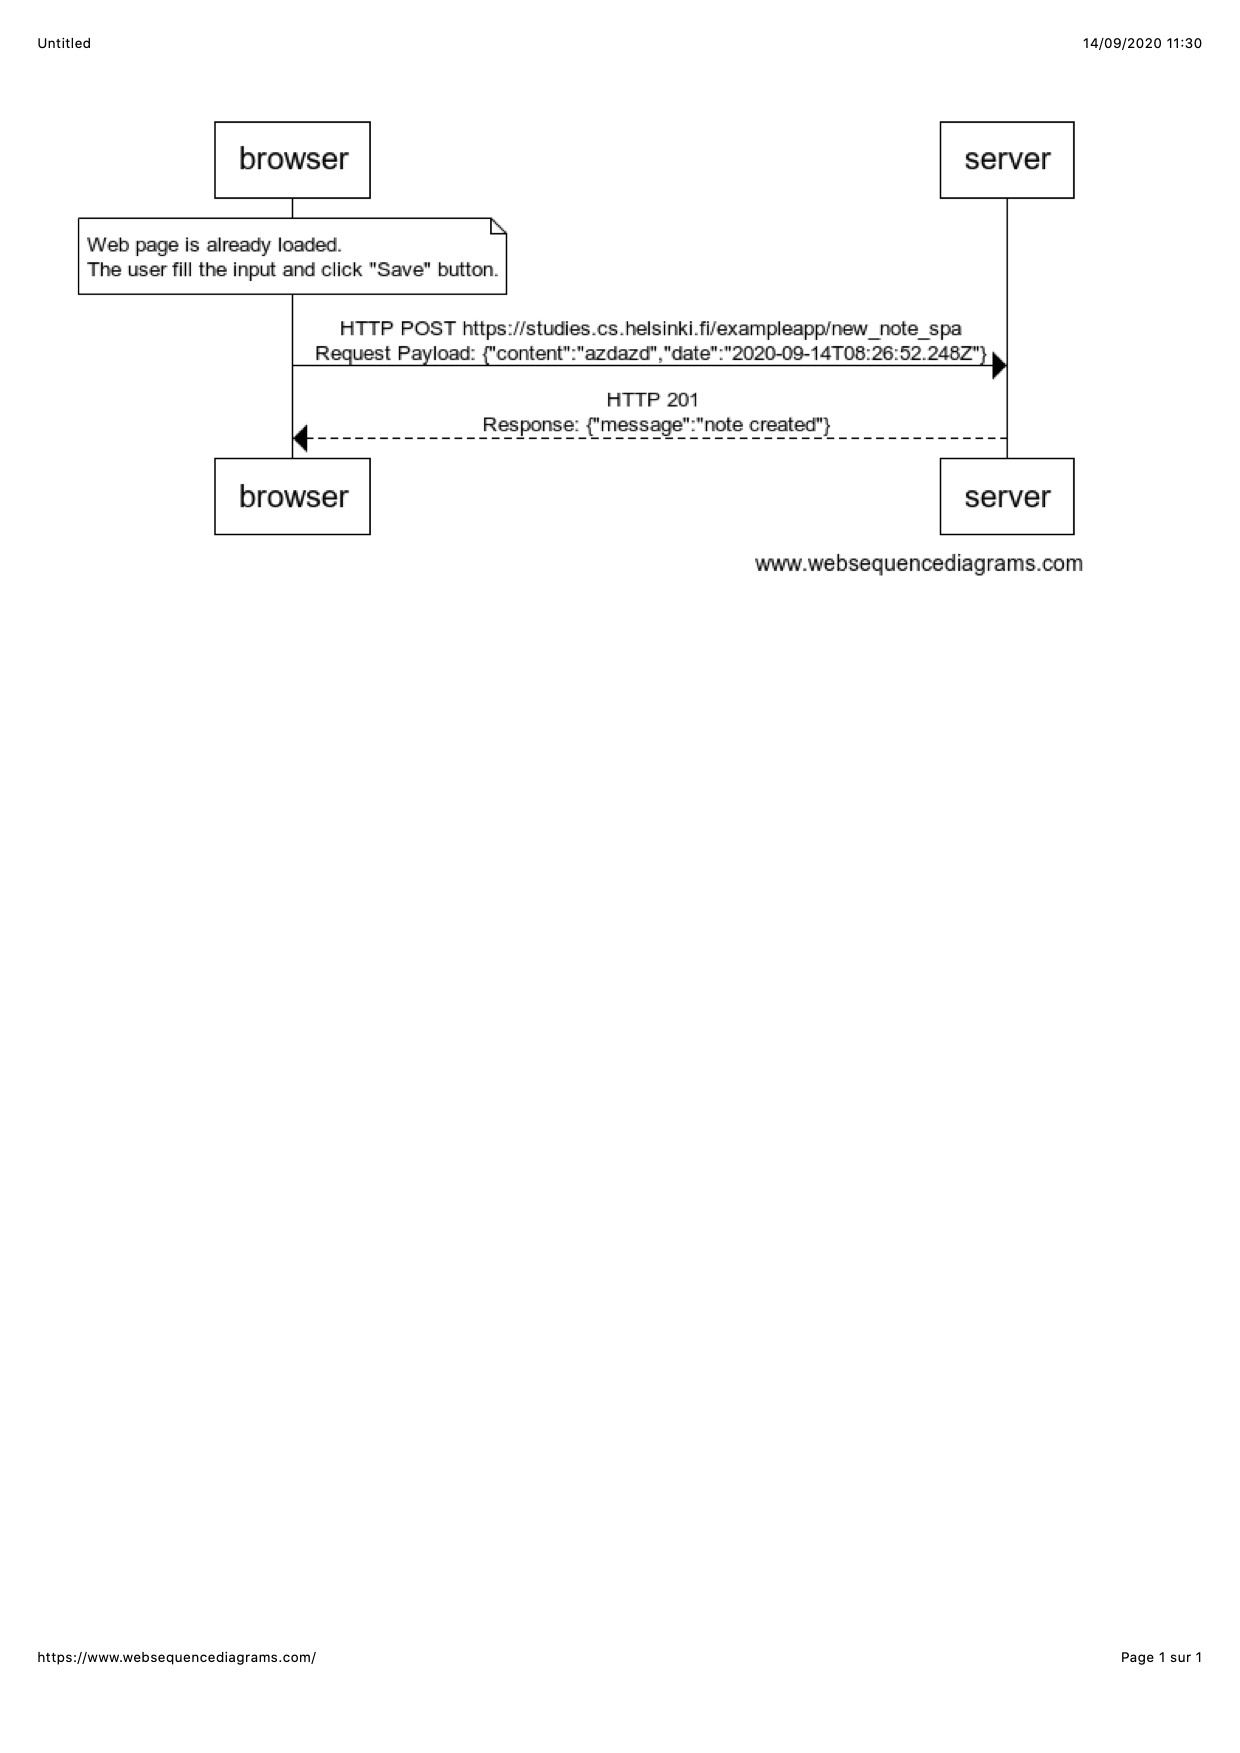 Untitled
14/09/2020 11:30
browser
server
Web page is already loaded.
The user fill the input and click "Save" button.
HTTP POST https://studies.cs.helsinki.fi/exampleapp/new_note_spa
Request Payload: {"content":"azdazd","date":"2020-09-14T08:26:52.248Z"}
HTTP 201
Response: {"message":"note created"}
browser
server
www.websequencediagrams.com
https://www.websequencediagrams.com/
Page 1 sur 1